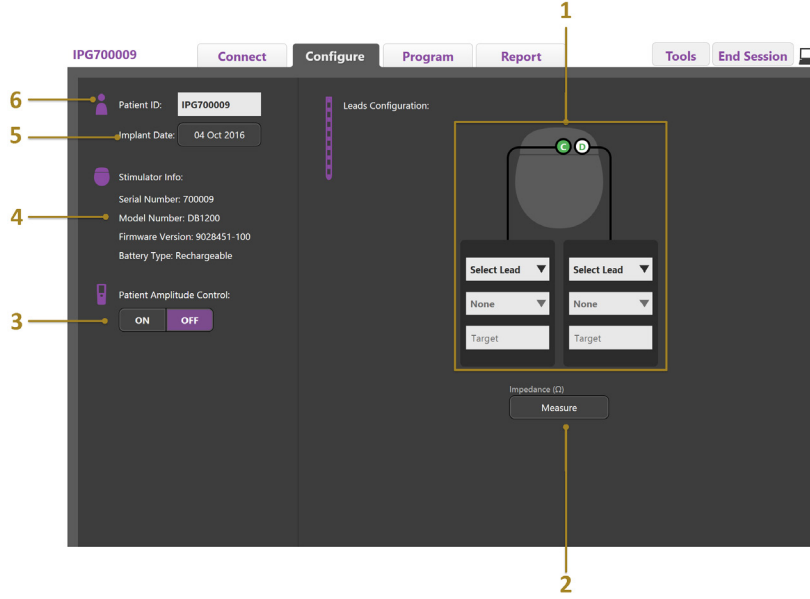 1
IPG700009 Connect Configure Program Report Tools End Session
6 Patient ID: IPG700009 Leads Configuration:
5 Implant Date: 04 Oct 2016
C D
Stimulator Info:
Serial Number: 700009
4 Model Number: DB1200
Firmware Version: 9028451-100
Battery Type: Rechargeable
Select Lead Select Lead
Patient Amplitude Control:
None None
3 ON OFF
Target Target
Impedance (Ω)
Measure
2